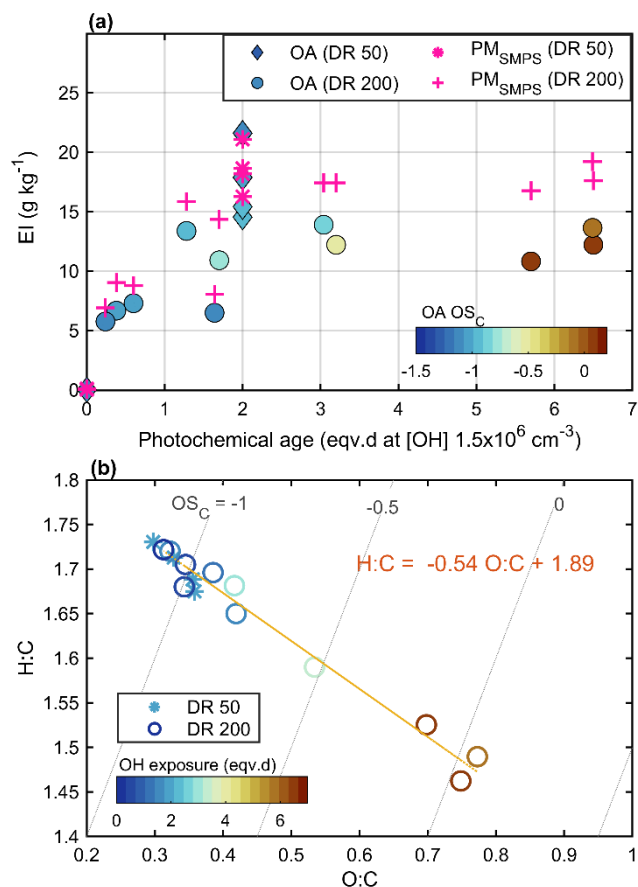 (a)
OA (DR 50) PM_SMPS (DR 50)
OA (DR 200) PM_SMPS (DR 200)
25
20
15
10
5
0
EI (g kg⁻¹)
OA OS_C
-1.5 -1 -0.5 0
0 1 2 3 4 5 6 7
Photochemical age (eqv.d at [OH] 1.5x10⁶ cm⁻³)
(b)
1.8
1.75
1.7
1.65
1.6
1.55
1.5
1.45
1.4
H:C
OS_C = -1 -0.5 0
H:C = -0.54 O:C + 1.89
DR 50
DR 200
OH exposure (eqv.d)
0 2 4 6
0.2 0.3 0.4 0.5 0.6 0.7 0.8 0.9 1
O:C